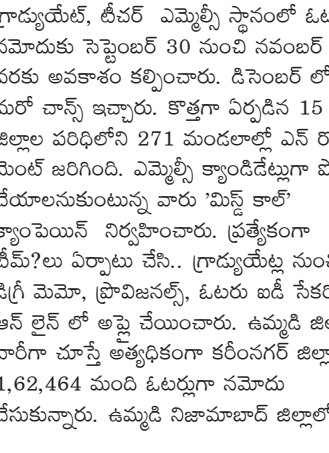 గ్రాడ్యుయేట్, టీచర్ ఎమ్మెల్సీ స్థానంలో ఓట
నమోదుకు సెప్టెంబర్ 30 నుంచి నవంబర్
వరకు అవకాశం కల్పించారు. డిసెంబర్ లో
మరో చాన్స్ ఇచ్చారు. కొత్తగా ఏర్పడిన 15
జిల్లాల పరిధిలోని 271 మండలాల్లో ఎన్ రో
మెంట్ జరిగింది. ఎమ్మెల్సీ క్యాండిడేట్లుగా పో
చేయాలనుకుంటున్న వారు 'మిస్డ్ కాల్'
క్యాంపెయిన్ నిర్వహించారు. ప్రత్యేకంగా
టీమ్?లు ఏర్పాటు చేసి.. గ్రాడ్యుయేట్ల నుంచ
డిగ్రీ మెమో, ప్రొవిజనల్స్, ఓటరు ఐడీ సేకరి
ఆన్ లైన్ లో అప్లై చేయించారు. ఉమ్మడి జిల
వారీగా చూస్తే అత్యధికంగా కరీంనగర్ జిల్లా
1,62,464 మంది ఓటర్లుగా నమోదు
చేసుకున్నారు. ఉమ్మడి నిజామాబాద్ జిల్లాలో